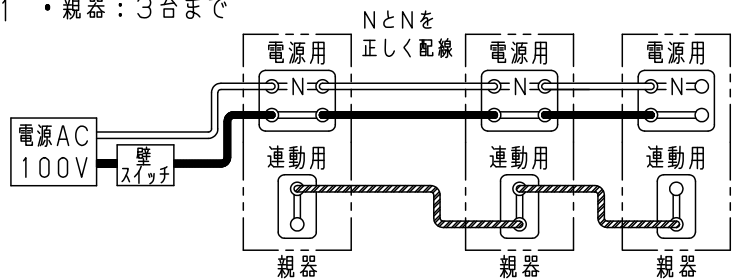 1 ・親器：3台まで
NとNを
正しく配線
電源用
電源用
電源用
N
N
N
電源AC
100V
壁
スイッチ
連動用
連動用
連動用
親器
親器
親器